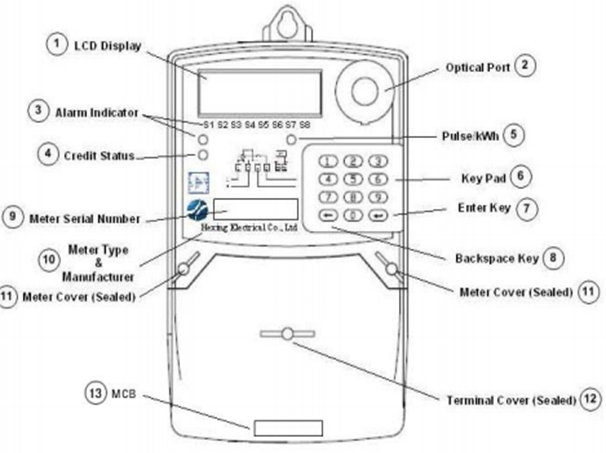 1 LCD Display
Optical Port 2
3 Alarm Indicator
S1 S2 S3 S4 S5 S6 S7 S8
Pulse/kWh 5
4 Credit Status
1 2 3
Key Pad 6
4 5 6
7 8 9
Enter Key 7
← 0 ↵
9 Meter Serial Number
Hexing Electrical Co., Ltd
10 Meter Type
&
Manufacturer
Backspace Key 8
11 Meter Cover (Sealed)
Meter Cover (Sealed) 11
13 MCB
Terminal Cover (Sealed) 12